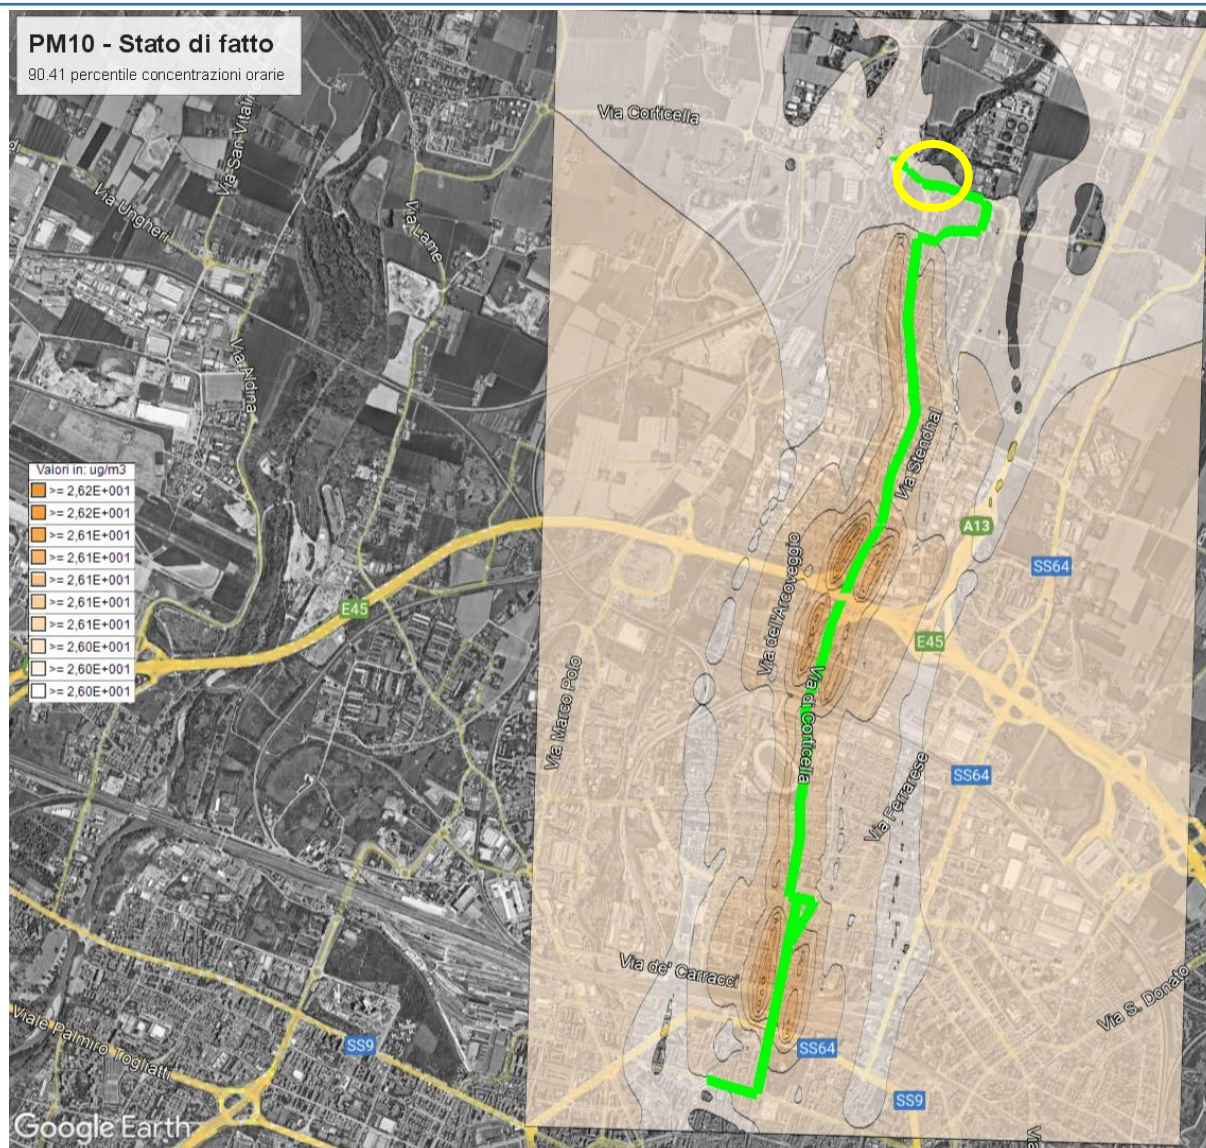 PM10 - Stato di fatto
90.41 percentile concentrazioni orarie
Via San Vitalino
Via Corticella
di
Via Ungheri
Via Lame
Via Aldina
Valori in: ug/m3
>= 2,62E+001
>= 2,62E+001
>= 2,61E+001
>= 2,61E+001
>= 2,61E+001
>= 2,61E+001
>= 2,61E+001
>= 2,60E+001
>= 2,60E+001
>= 2,60E+001
Via Stendhal
A13
SS64
Via dell'Arcoveggio
E45
E45
Via Marco Polo
Via di Corticella
SS64
Via Ferrarese
Via de' Carracci
Via S. Donato
Viale Palmiro Togliatti
SS9
SS64
SS9
Google Earth
Via